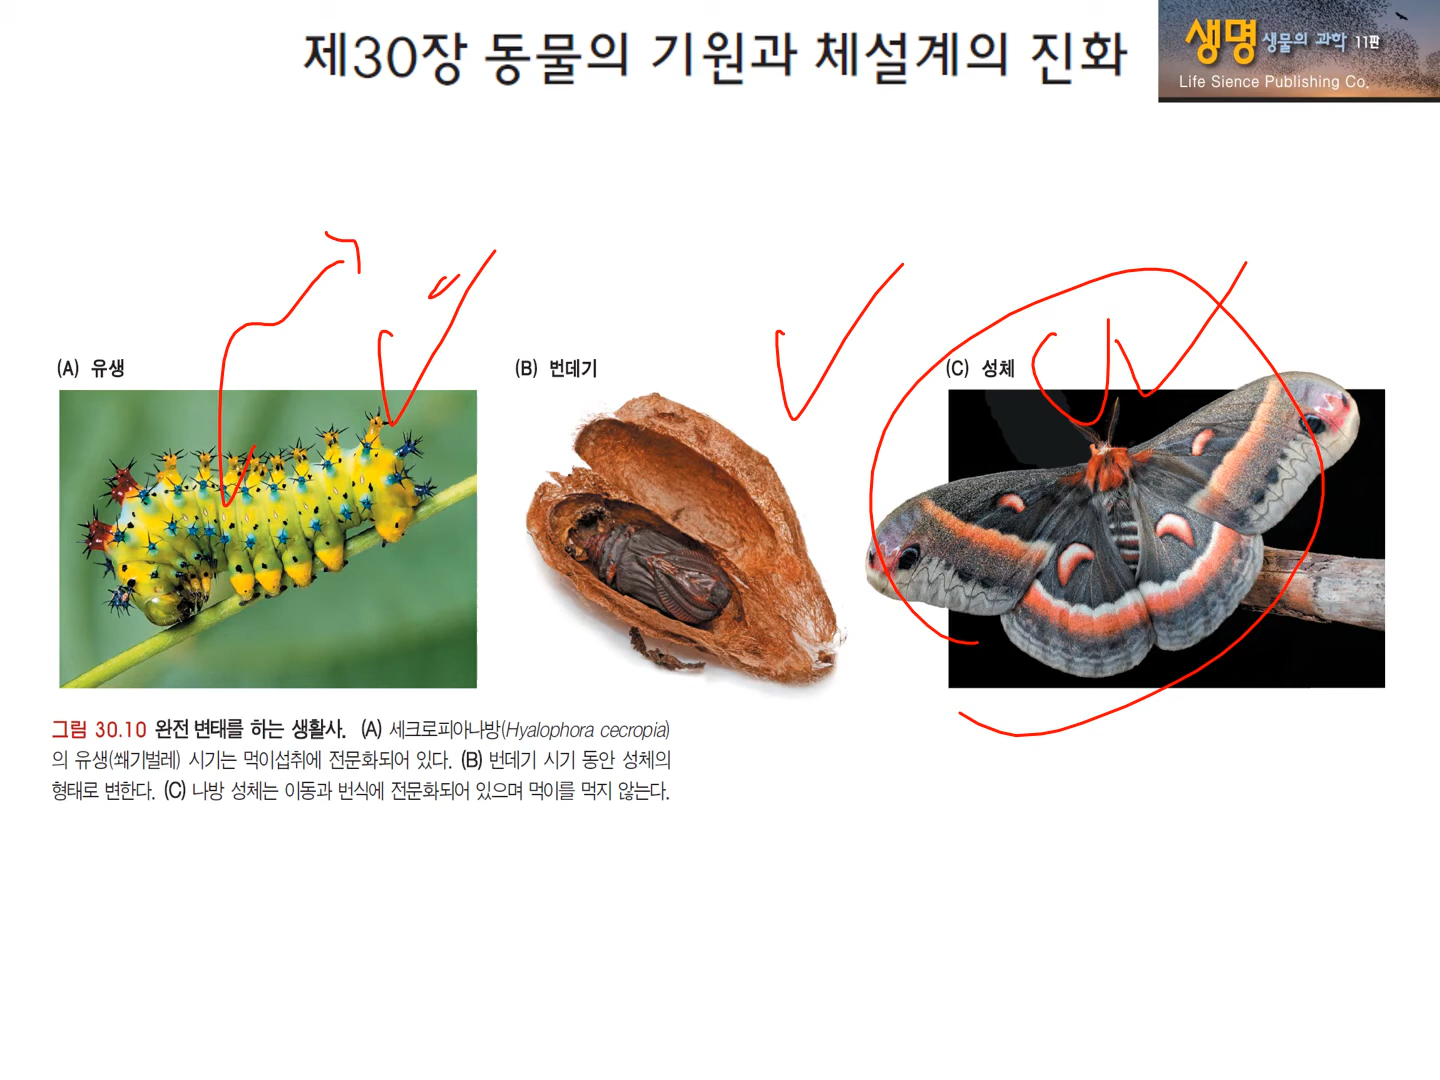 제30장 동물의 기원과 체설계의 진화
생명 생물의 과학 11판
Life Sience Publishing Co.
(A) 유생
(B) 번데기
(C) 성체
그림 30.10 완전 변태를 하는 생활사. (A) 세크로피아나방(Hyalophora cecropia)
의 유생(쐐기벌레) 시기는 먹이섭취에 전문화되어 있다. (B) 번데기 시기 동안 성체의
형태로 변한다. (C) 나방 성체는 이동과 번식에 전문화되어 있으며 먹이를 먹지 않는다.